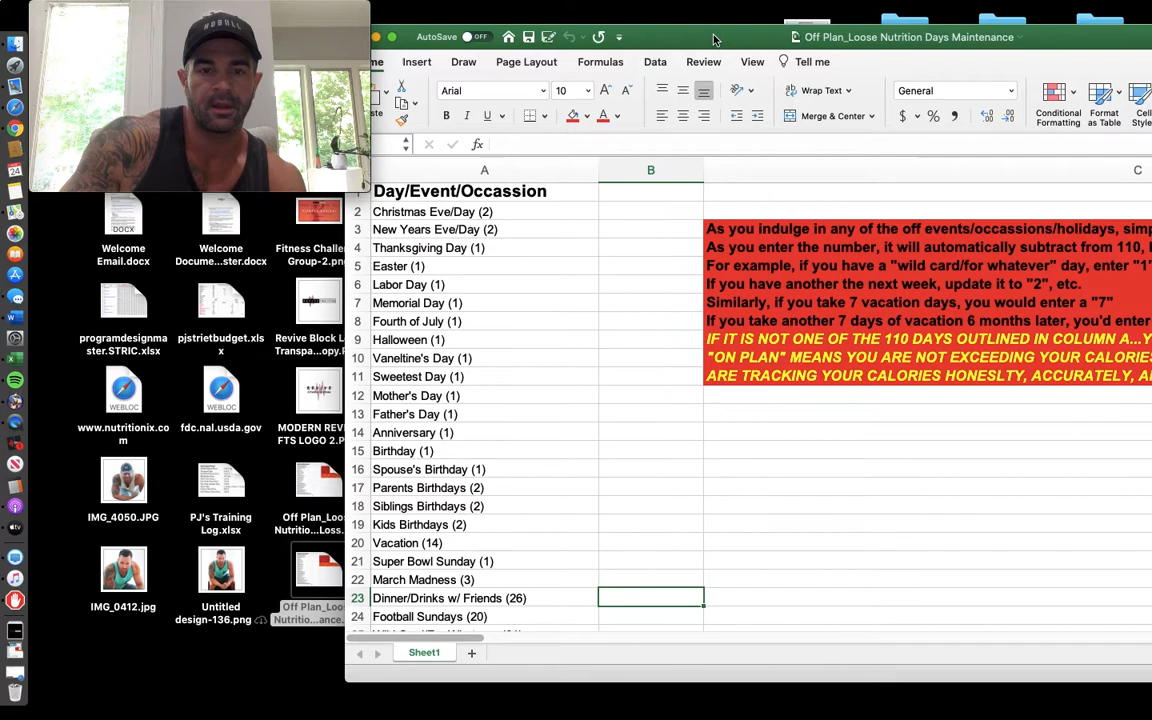 NOBULL
AutoSave OFF
Off Plan_Loose Nutrition Days Maintenance
me Insert Draw Page Layout Formulas Data Review View Tell me
Arial 10 Wrap Text General
ste B I U A Merge & Center $ % Conditional Formatting Format as Table Cell Style
fx
A B C
1 Day/Event/Occassion
2 Christmas Eve/Day (2)
3 New Years Eve/Day (2) As you indulge in any of the off events/occassions/holidays, simp
4 Thanksgiving Day (1) As you enter the number, it will automatically subtract from 110,
5 Easter (1) For example, if you have a "wild card/for whatever" day, enter "1"
6 Labor Day (1) If you have another the next week, update it to "2", etc.
7 Memorial Day (1) Similarly, if you take 7 vacation days, you would enter a "7"
8 Fourth of July (1) If you take another 7 days of vacation 6 months later, you'd enter
9 Halloween (1) IF IT IS NOT ONE OF THE 110 DAYS OUTLINED IN COLUMN A...Y
10 Vaneltine's Day (1) "ON PLAN" MEANS YOU ARE NOT EXCEEDING YOUR CALORIES
11 Sweetest Day (1) ARE TRACKING YOUR CALORIES HONESLTY, ACCURATELY, A
12 Mother's Day (1)
13 Father's Day (1)
14 Anniversary (1)
15 Birthday (1)
16 Spouse's Birthday (1)
17 Parents Birthdays (2)
18 Siblings Birthdays (2)
19 Kids Birthdays (2)
20 Vacation (14)
21 Super Bowl Sunday (1)
22 March Madness (3)
23 Dinner/Drinks w/ Friends (26)
24 Football Sundays (20)
Sheet1
DOCX
Welcome Email.docx
Welcome Docume...ster.docx
Fitness Challe
Group-2.png
programdesignma
ster.STRIC.xlsx
pjstrietbudget.xls
x
Revive Block L
Transpa...opy.P
WEBLOC
www.nutritionix.co
m
WEBLOC
fdc.nal.usda.gov
MODERN REV
FTS LOGO 2.P
IMG_4050.JPG
PJ's Training
Log.xlsx
Off Plan_Loos
Nutritio...Loss.
IMG_0412.jpg
Untitled
design-136.png
Off Plan_Loos
Nutritio...ance.